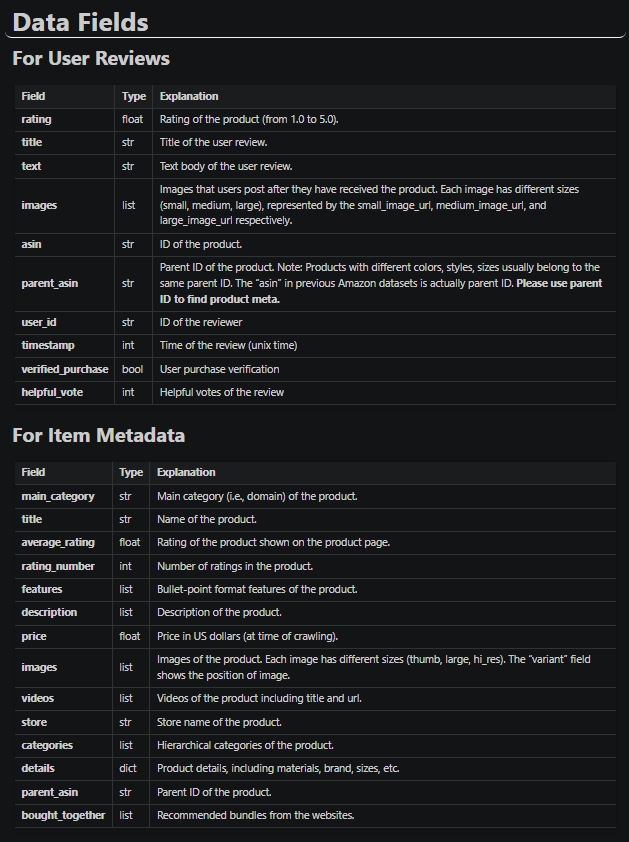 Data Fields
For User Reviews
Field Type Explanation
rating float Rating of the product (from 1.0 to 5.0).
title str Title of the user review.
text str Text body of the user review.
images list Images that users post after they have received the product. Each image has different sizes
(small, medium, large), represented by the small_image_url, medium_image_url, and
large_image_url respectively.
asin str ID of the product.
parent_asin str Parent ID of the product. Note: Products with different colors, styles, sizes usually belong to the
same parent ID. The “asin” in previous Amazon datasets is actually parent ID. Please use parent
ID to find product meta.
user_id str ID of the reviewer
timestamp int Time of the review (unix time)
verified_purchase bool User purchase verification
helpful_vote int Helpful votes of the review
For Item Metadata
Field Type Explanation
main_category str Main category (i.e., domain) of the product.
title str Name of the product.
average_rating float Rating of the product shown on the product page.
rating_number int Number of ratings in the product.
features list Bullet-point format features of the product.
description list Description of the product.
price float Price in US dollars (at time of crawling).
images list Images of the product. Each image has different sizes (thumb, large, hi_res). The “variant” field
shows the position of image.
videos list Videos of the product including title and url.
store str Store name of the product.
categories list Hierarchical categories of the product.
details dict Product details, including materials, brand, sizes, etc.
parent_asin str Parent ID of the product.
bought_together list Recommended bundles from the websites.